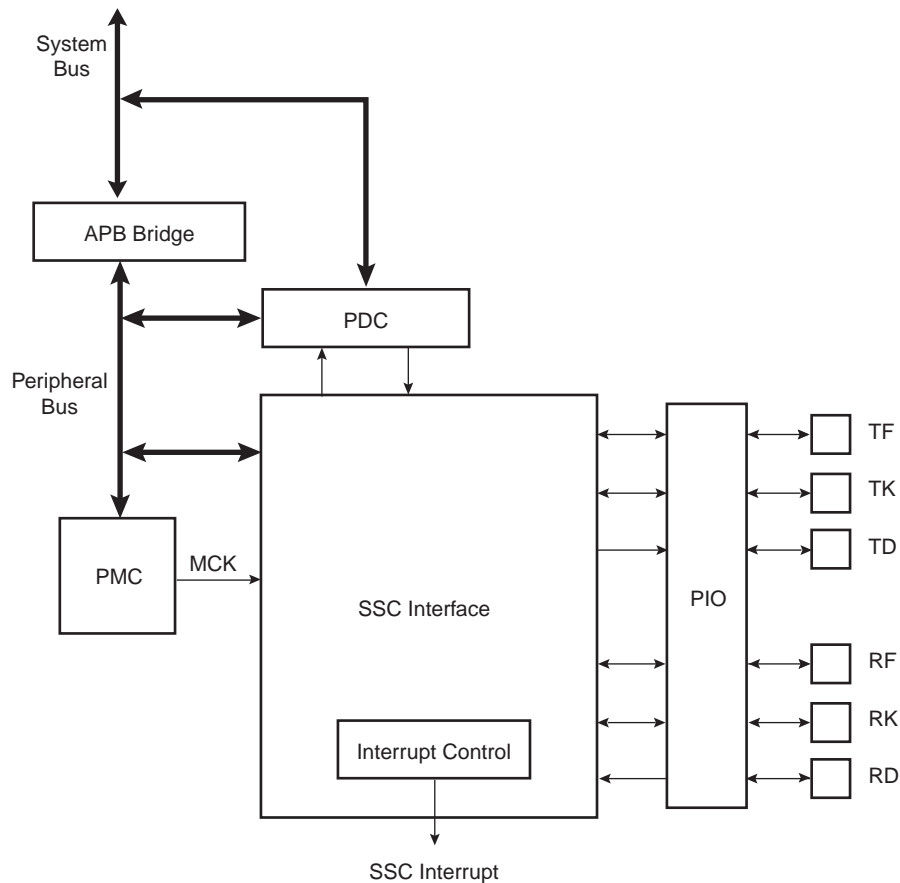 System
Bus
APB Bridge
PDC
Peripheral
Bus
TF
TK
PMC
MCK
TD
SSC Interface
PIO
RF
RK
Interrupt Control
RD
SSC Interrupt